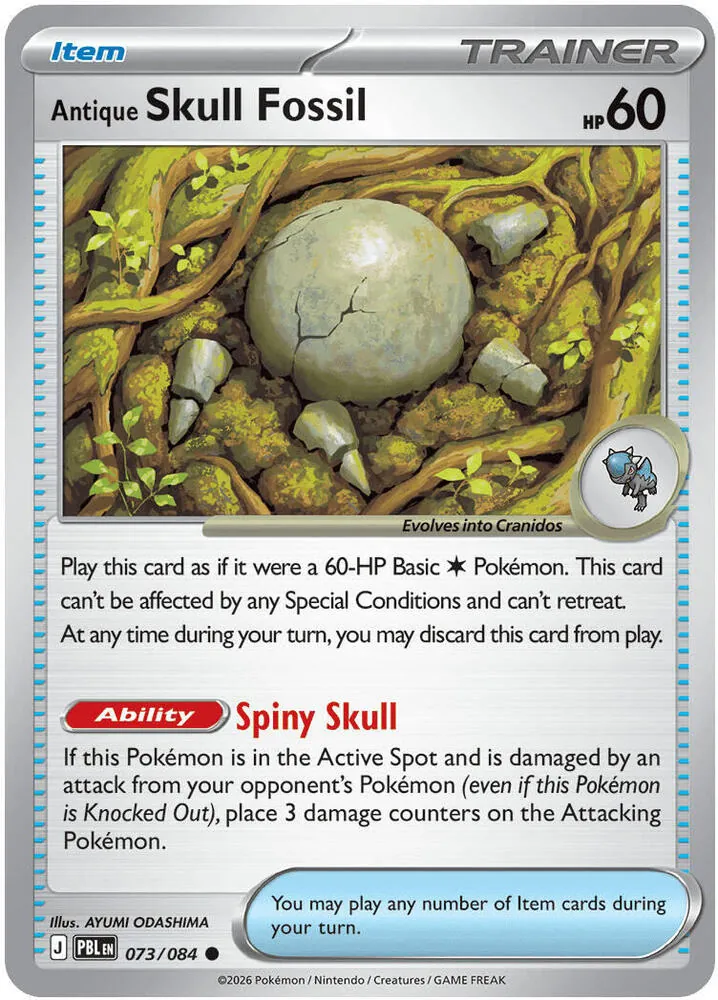 Item
TRAINER
Antique Skull Fossil
HP 60
Evolves into Cranidos
Play this card as if it were a 60-HP Basic Pokémon. This card
can't be affected by any Special Conditions and can't retreat.
At any time during your turn, you may discard this card from play.
Ability Spiny Skull
If this Pokémon is in the Active Spot and is damaged by an
attack from your opponent's Pokémon (even if this Pokémon
is Knocked Out), place 3 damage counters on the Attacking
Pokémon.
You may play any number of Item cards during
your turn.
Illus. AYUMI ODASHIMA
J PBL EN 073/084
©2026 Pokémon / Nintendo / Creatures / GAME FREAK